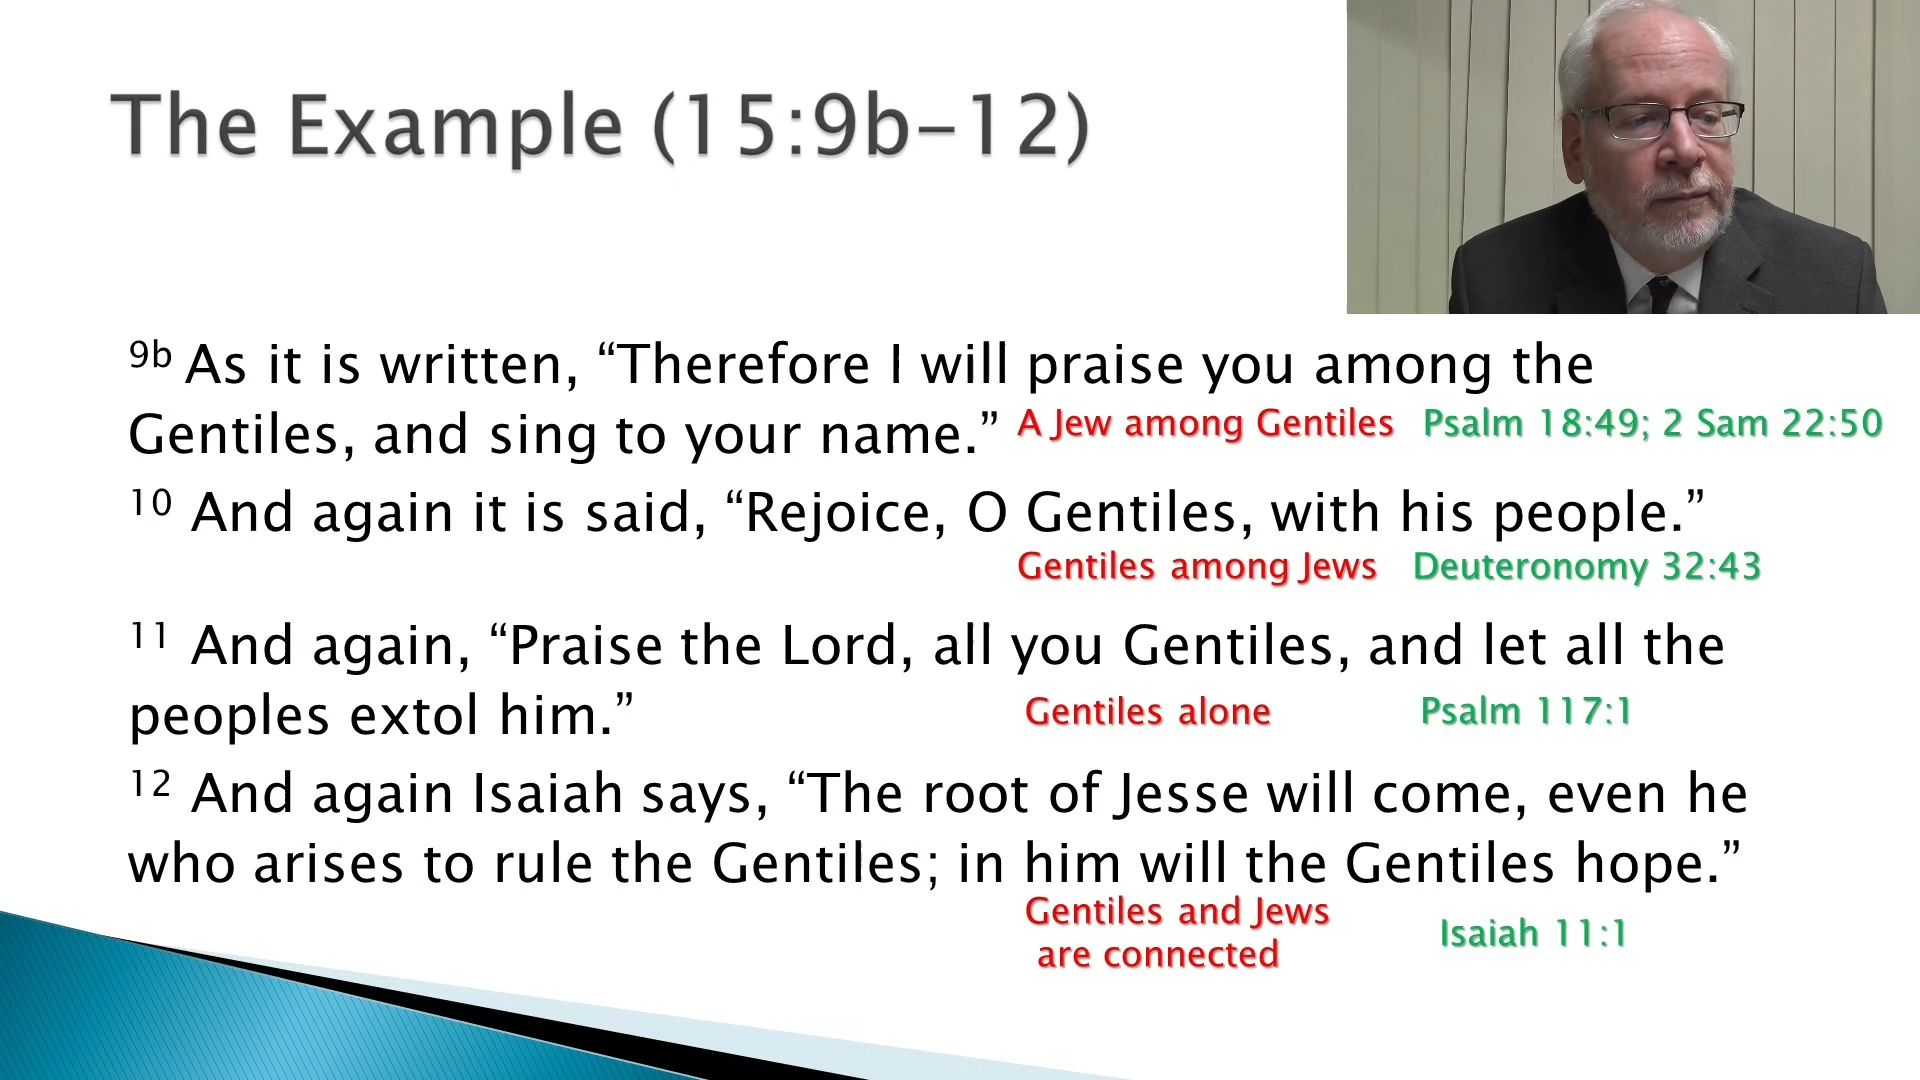 The Example (15:9b-12)
9b As it is written, “Therefore I will praise you among the
Gentiles, and sing to your name.” A Jew among Gentiles Psalm 18:49; 2 Sam 22:50
10 And again it is said, “Rejoice, O Gentiles, with his people.”
Gentiles among Jews Deuteronomy 32:43
11 And again, “Praise the Lord, all you Gentiles, and let all the
peoples extol him.” Gentiles alone Psalm 117:1
12 And again Isaiah says, “The root of Jesse will come, even he
who arises to rule the Gentiles; in him will the Gentiles hope.”
Gentiles and Jews
are connected Isaiah 11:1